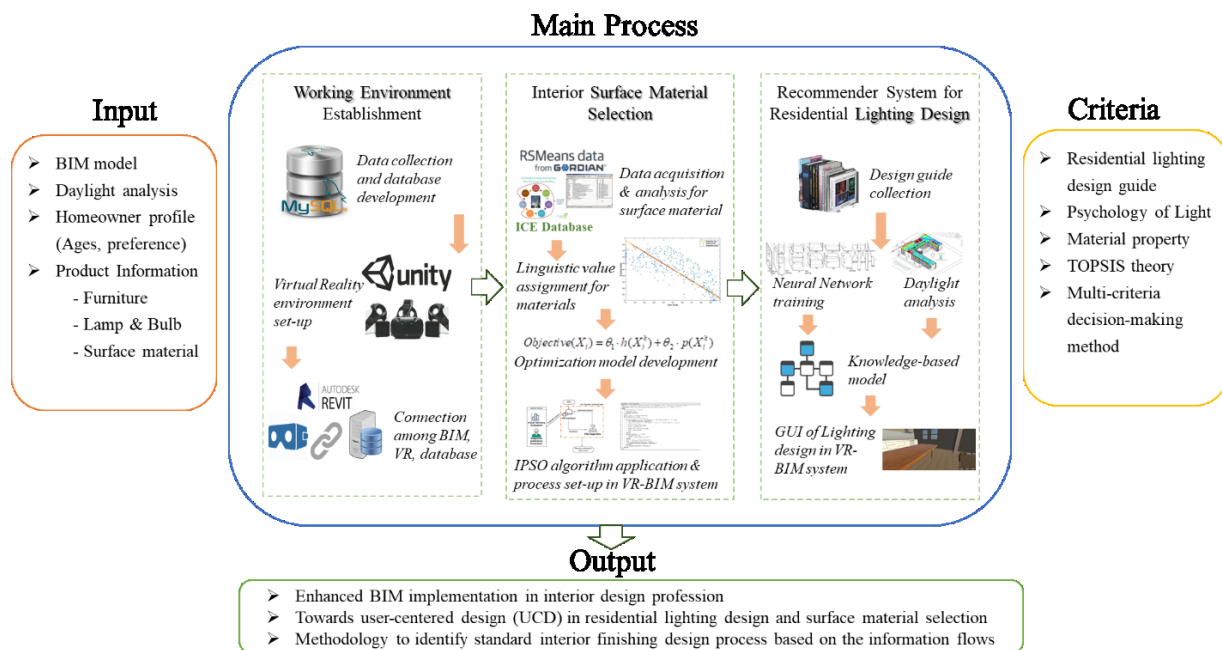 Main Process
Input
➢ BIM model
➢ Daylight analysis
➢ Homeowner profile
(Ages, preference)
➢ Product Information
- Furniture
- Lamp & Bulb
- Surface material
Working Environment
Establishment
MySQL
Data collection
and database
development
unity
Virtual Reality
environment
set-up
AUTODESK
REVIT
Connection
among BIM,
VR, database
Interior Surface Material
Selection
RSMeans data
from GORDIAN
ICE Database
Data acquisition
& analysis for
surface material
Linguistic value
assignment for
materials
Objective(X_i) = θ_1 · h(X_i^p) + θ_2 · p(X_i^s)
Optimization model development
IPSO algorithm application &
process set-up in VR-BIM system
Recommender System for
Residential Lighting Design
Design guide
collection
Neural Network
training
Daylight
analysis
Knowledge-based
model
GUI of Lighting
design in VR-
BIM system
Criteria
➢ Residential lighting
design guide
➢ Psychology of Light
➢ Material property
➢ TOPSIS theory
➢ Multi-criteria
decision-making
method
Output
➢ Enhanced BIM implementation in interior design profession
➢ Towards user-centered design (UCD) in residential lighting design and surface material selection
➢ Methodology to identify standard interior finishing design process based on the information flows